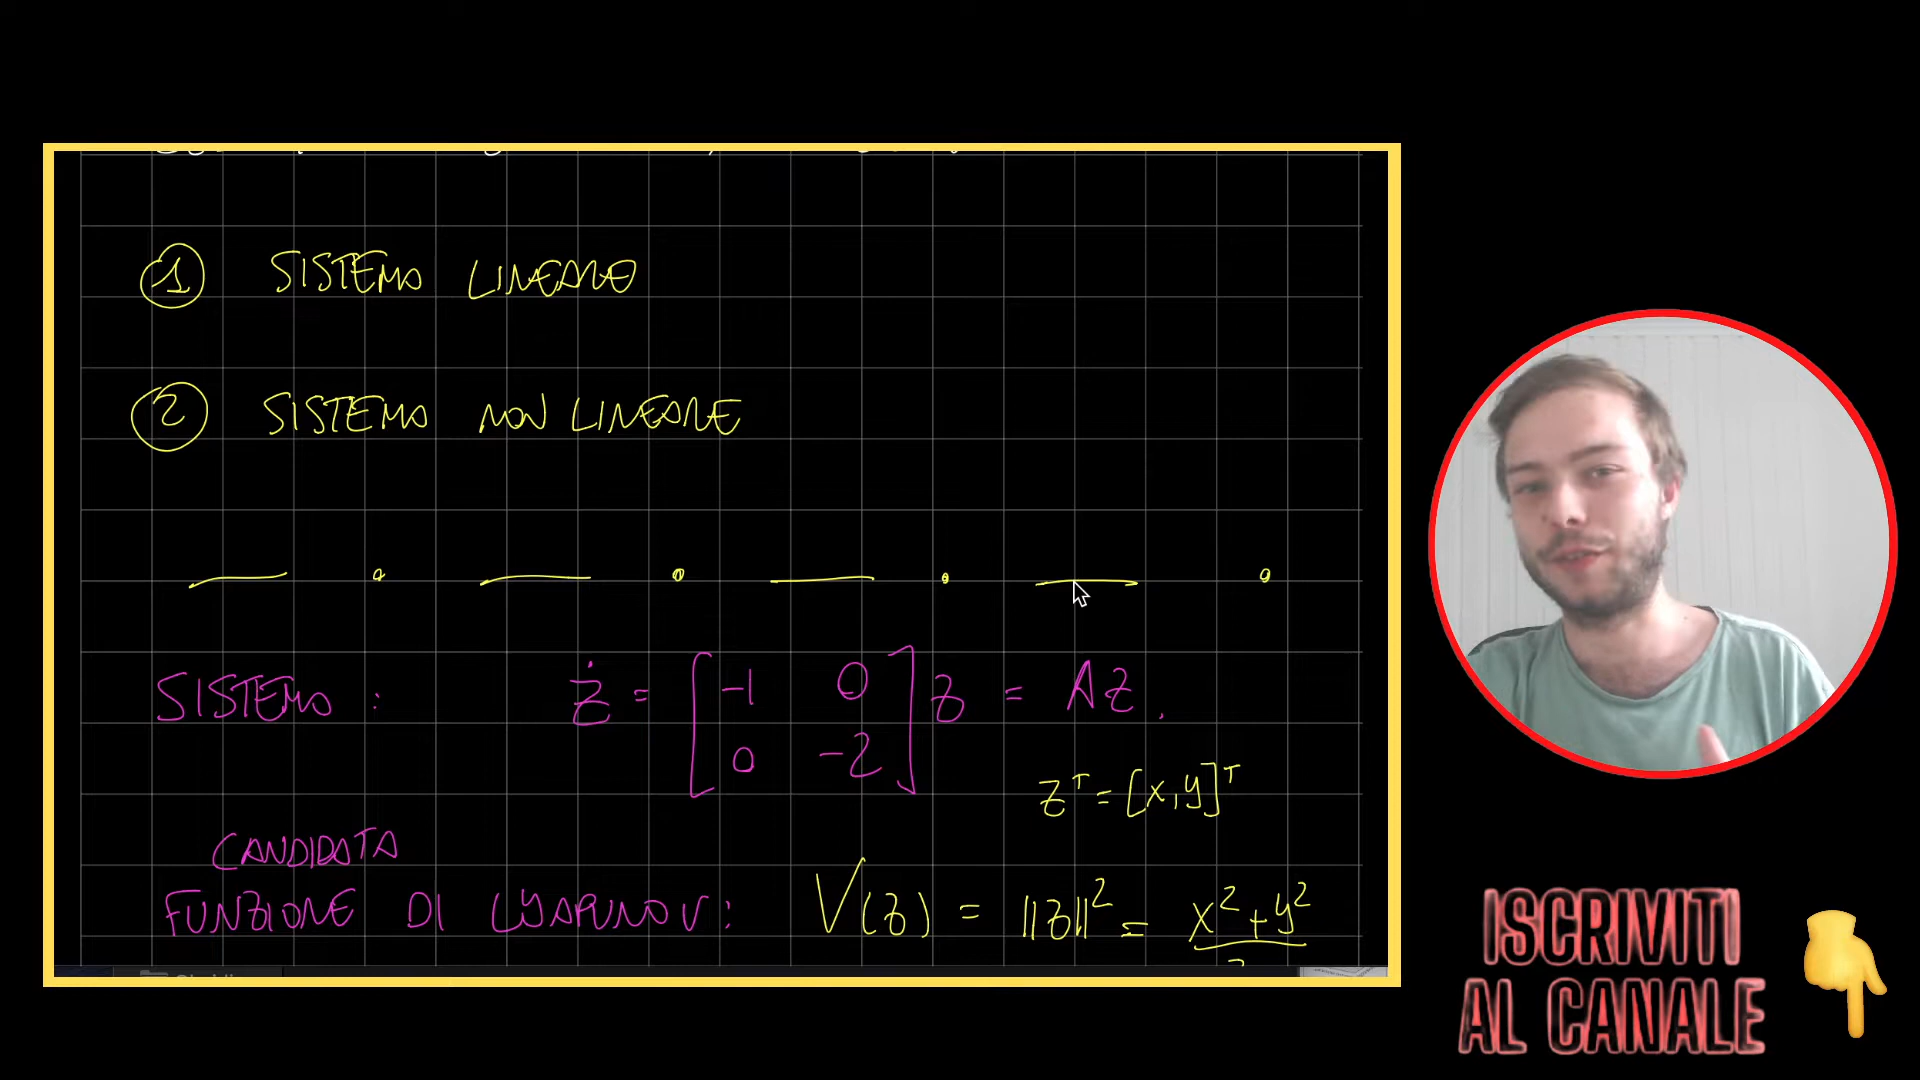 1 SISTEMA LINEARE
2 SISTEMA NON LINEARE
SISTEMA : ż = [-1 0 0 -2] z = Az.
zᵀ = [x, y]ᵀ
CANDIDATA
FUNZIONE DI LYAPUNOV: V(z) = ||z||² = x²+y²
ISCRIVITI
AL CANALE